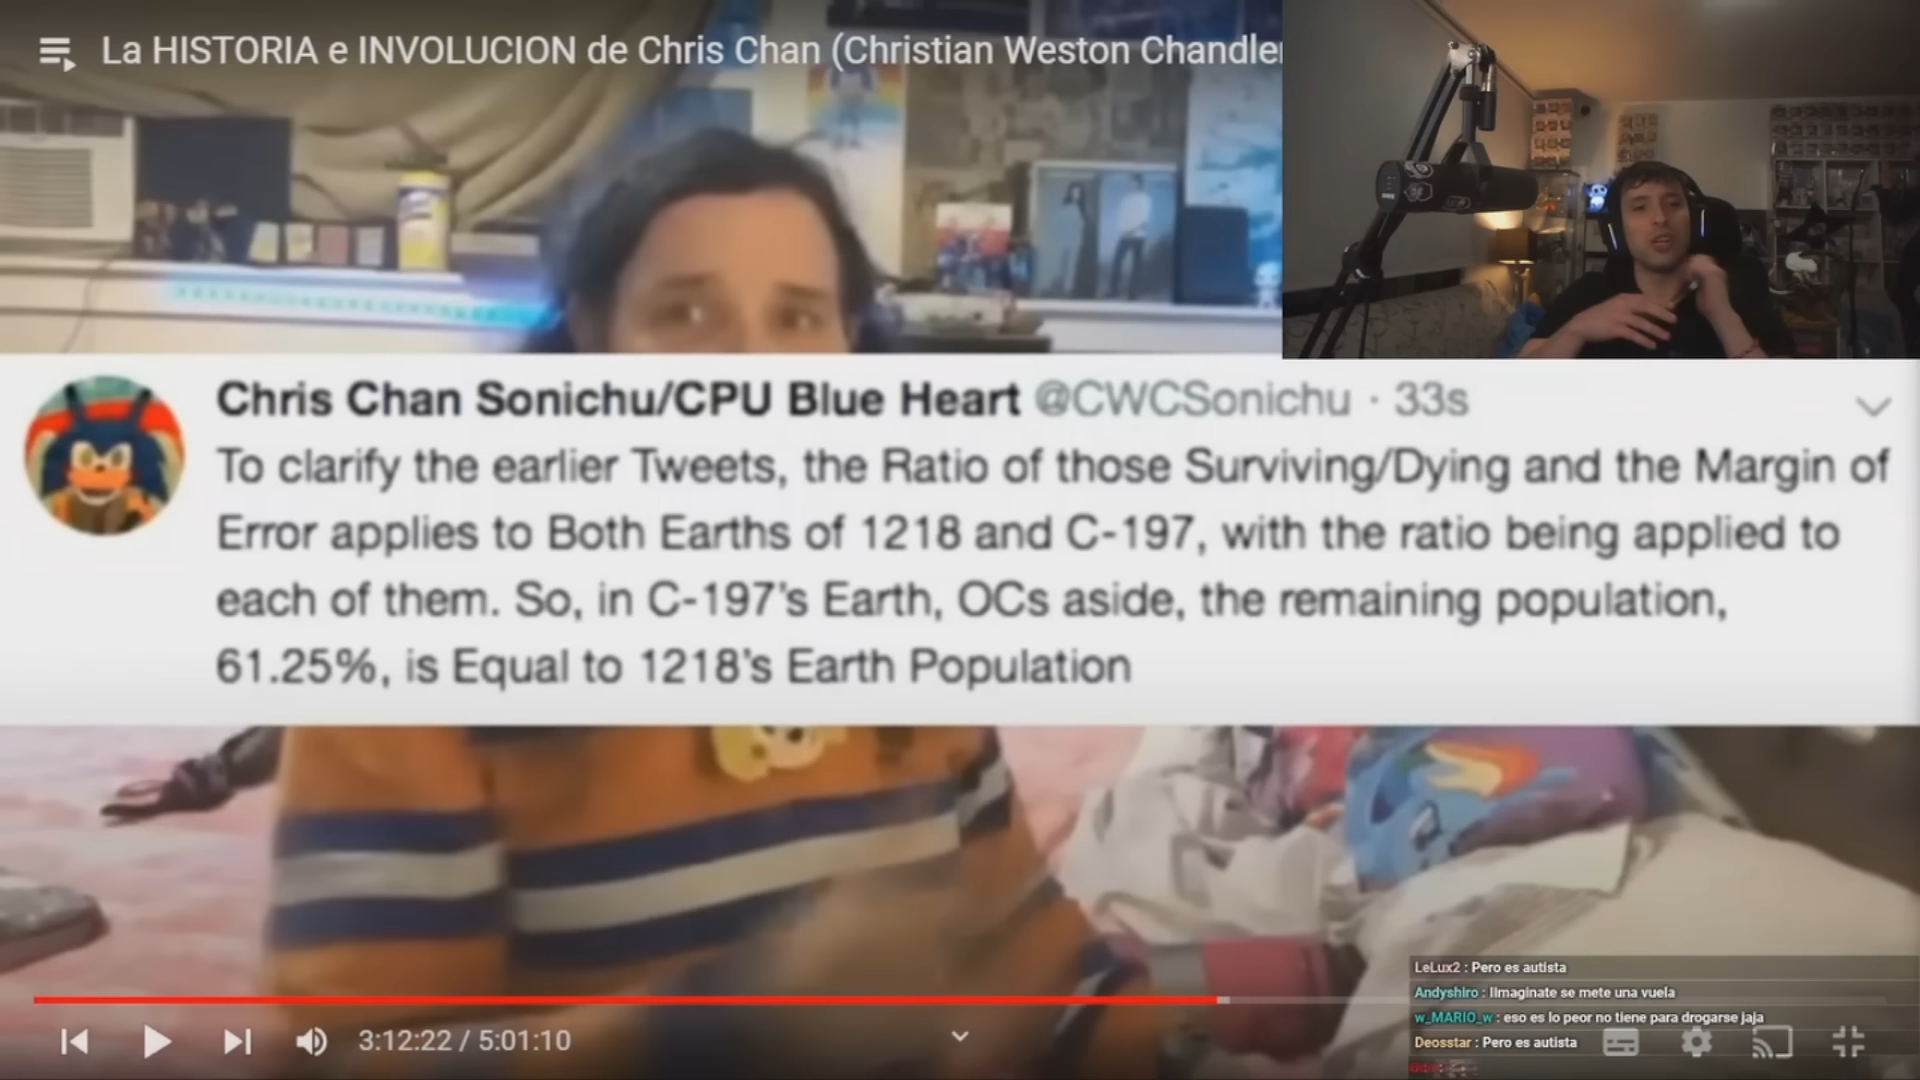 La HISTORIA e INVOLUCION de Chris Chan (Christian Weston Chandler
Chris Chan Sonichu/CPU Blue Heart @CWCSonichu · 33s
To clarify the earlier Tweets, the Ratio of those Surviving/Dying and the Margin of
Error applies to Both Earths of 1218 and C-197, with the ratio being applied to
each of them. So, in C-197's Earth, OCs aside, the remaining population,
61.25%, is Equal to 1218's Earth Population
LeLux2 : Pero es autista
Andyshiro : IImaginate se mete una vuela
w_MARIO_w : eso es lo peor no tiene para drogarse jaja
Deosstar : Pero es autista
3:12:22 / 5:01:10